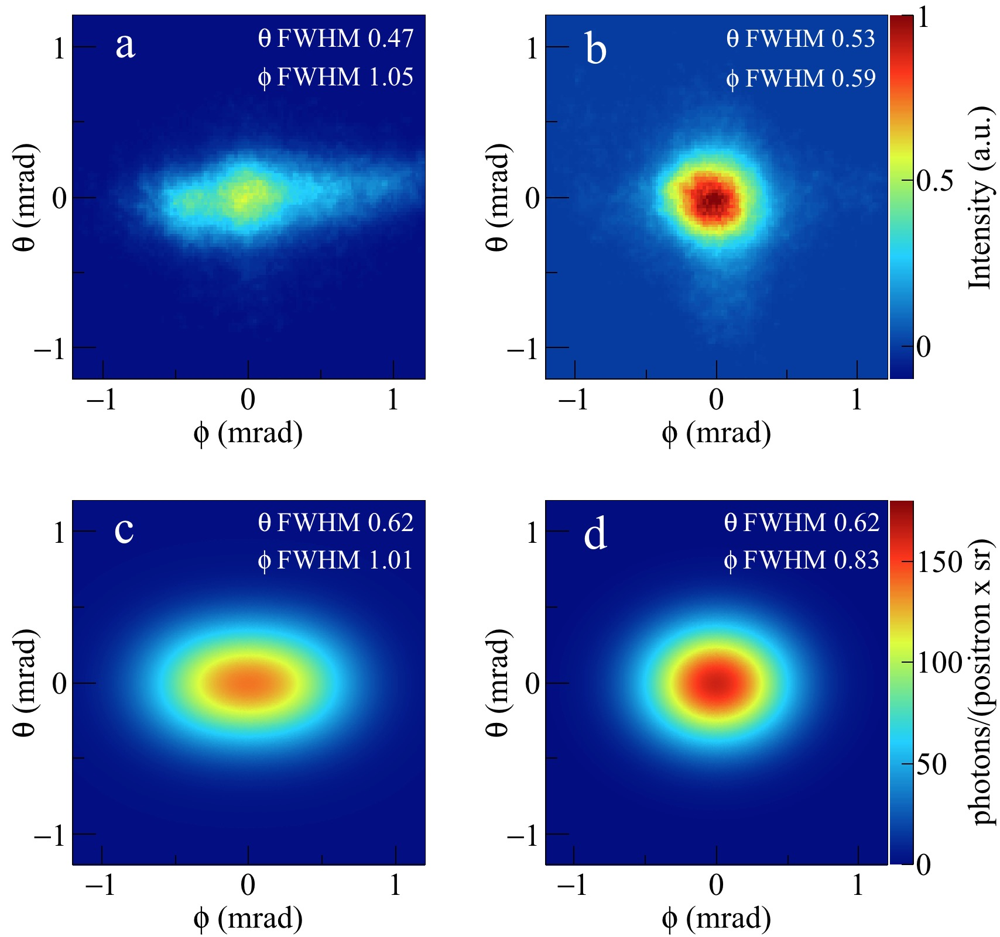 a
θ FWHM 0.47
ϕ FWHM 1.05
1
0
−1
θ (mrad)
−1 0 1
ϕ (mrad)
b
θ FWHM 0.53
ϕ FWHM 0.59
1
0
−1
θ (mrad)
−1 0 1
ϕ (mrad)
1
0.5
0
Intensity (a.u.)
c
θ FWHM 0.62
ϕ FWHM 1.01
1
0
−1
θ (mrad)
−1 0 1
ϕ (mrad)
d
θ FWHM 0.62
ϕ FWHM 0.83
1
0
−1
θ (mrad)
−1 0 1
ϕ (mrad)
150
100
50
0
photons/(positron x sr)